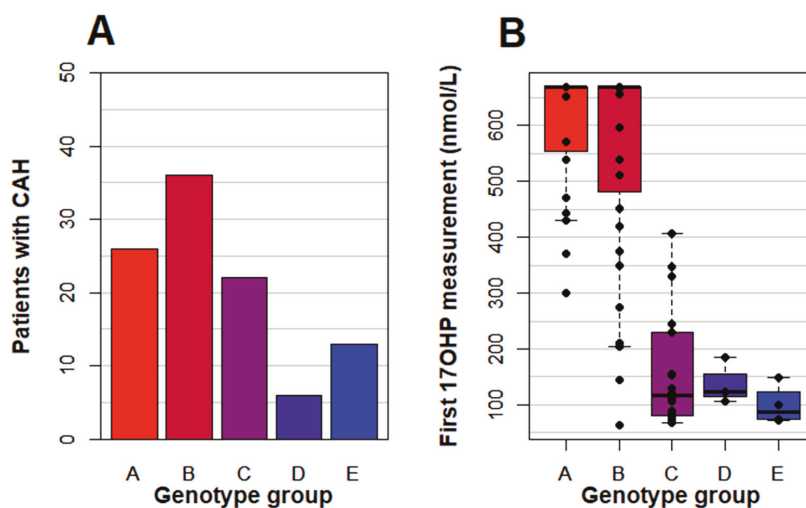 A
Patients with CAH
50
40
30
20
10
0
A B C D E
Genotype group
B
First 17OHP measurement (nmol/L)
600
500
400
300
200
100
A B C D E
Genotype group